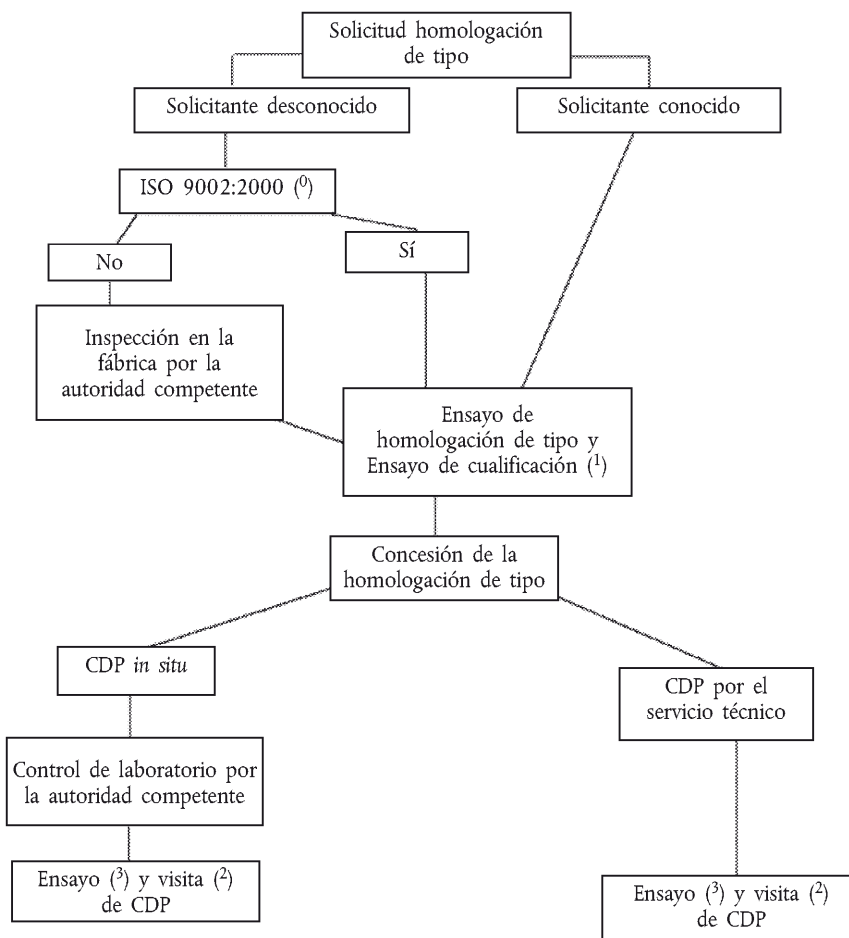 Solicitud homologación
de tipo
Solicitante desconocido
Solicitante conocido
ISO 9002:2000 (⁰)
No
Sí
Inspección en la
fábrica por la
autoridad competente
Ensayo de
homologación de tipo y
Ensayo de cualificación (¹)
Concesión de la
homologación de tipo
CDP in situ
CDP por el
servicio técnico
Control de laboratorio por
la autoridad competente
Ensayo (³) y visita (²)
de CDP
Ensayo (³) y visita (²)
de CDP